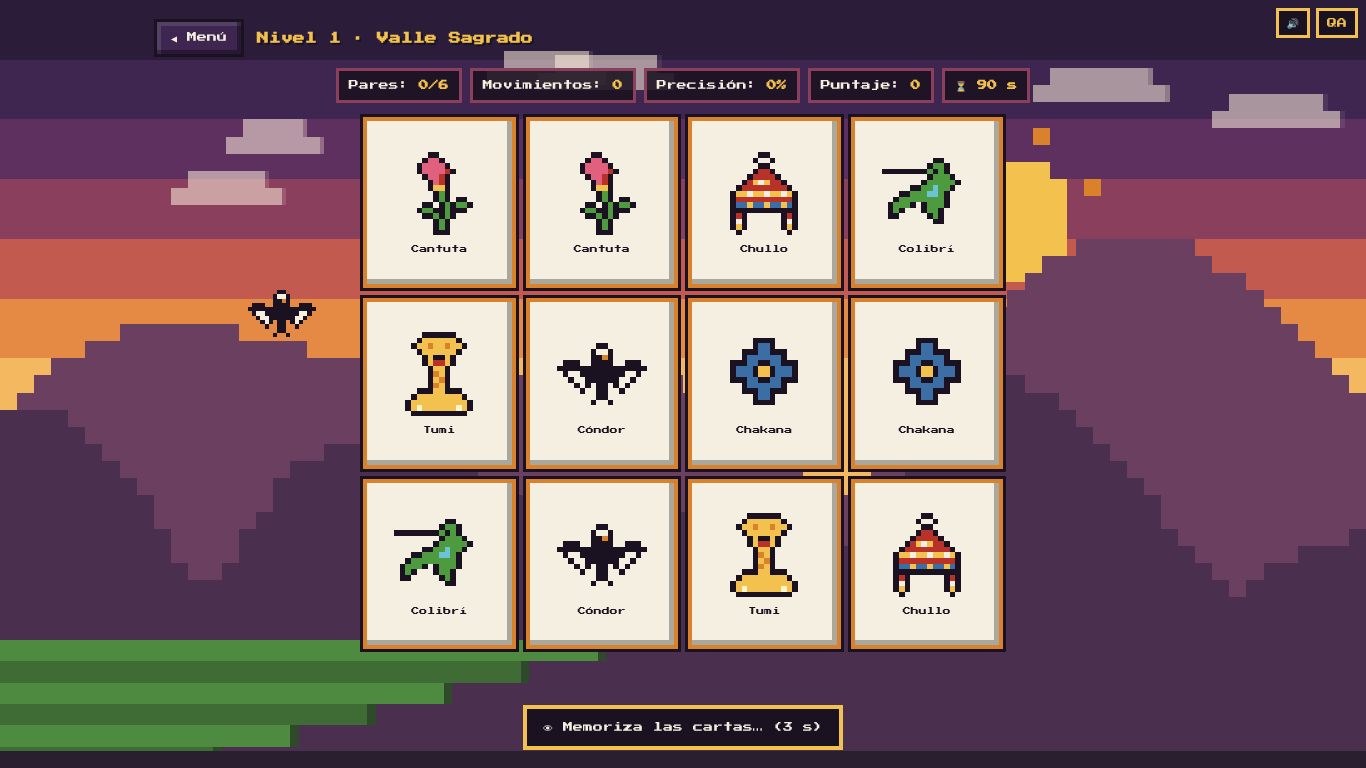 ◂ Menú
Nivel 1 · Valle Sagrado
QA
Pares: 0/6
Movimientos: 0
Precisión: 0%
Puntaje: 0
90 s
Cantuta
Cantuta
Chullo
Colibrí
Tumi
Cóndor
Chakana
Chakana
Colibrí
Cóndor
Tumi
Chullo
Memoriza las cartas… (3 s)